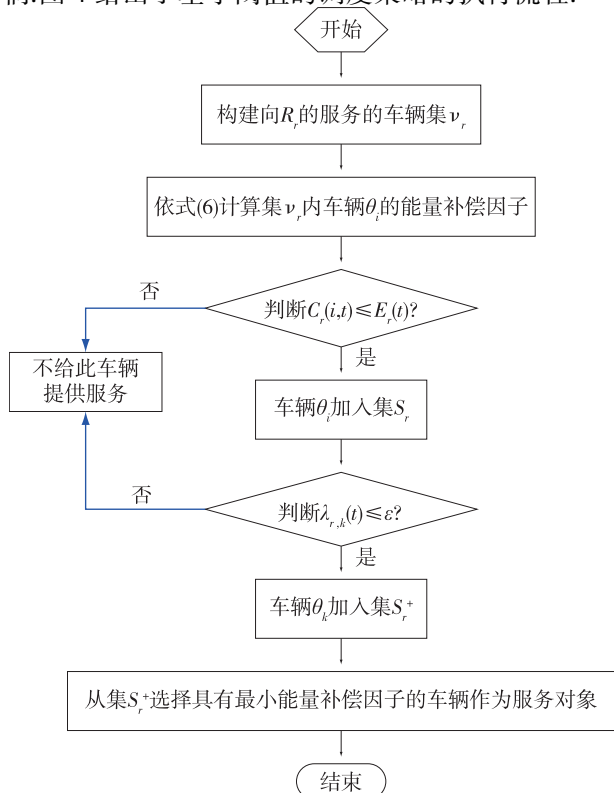 开始
构建向R_r的服务的车辆集ν_r
依式(6)计算集ν_r内车辆θ_i的能量补偿因子
判断C_r(i,t)≤E_r(t)?
否
是
不给此车辆
提供服务
车辆θ_i加入集S_r
判断λ_{r,k}(t)≤ε?
否
是
车辆θ_k加入集S_r^+
从集S_r^+选择具有最小能量补偿因子的车辆作为服务对象
结束